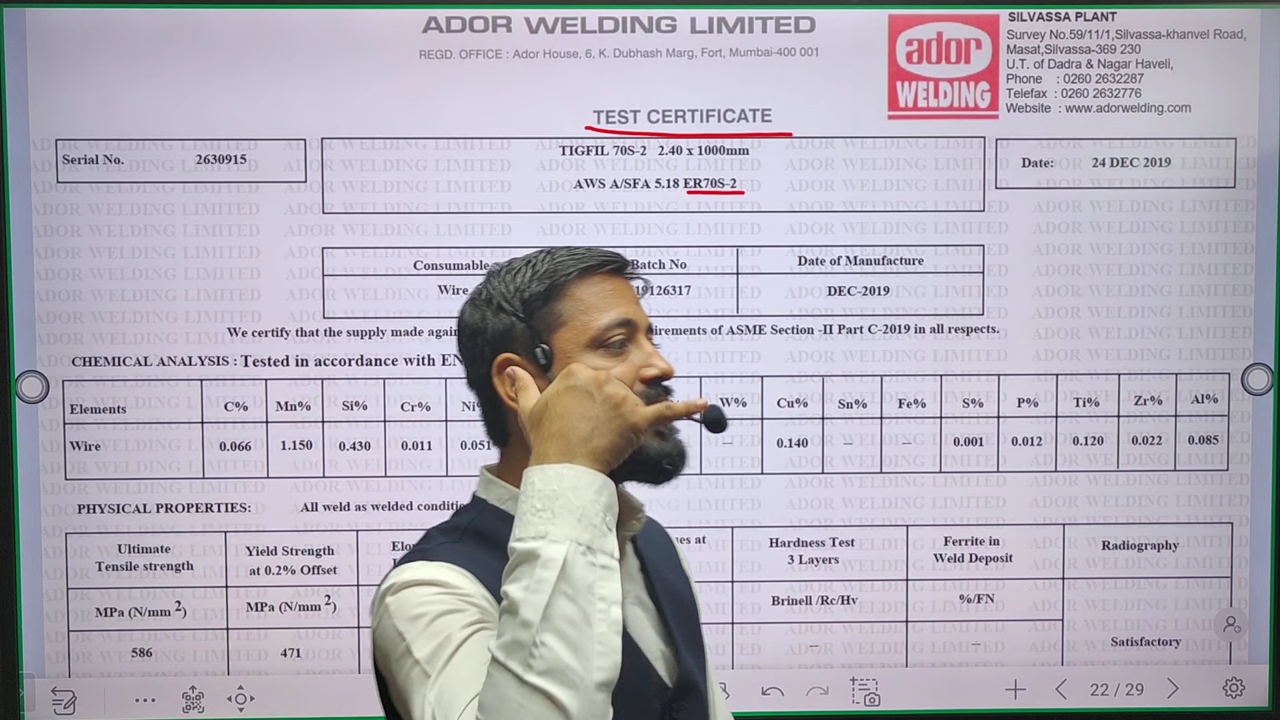 ADOR WELDING LIMITED
REGD. OFFICE : Ador House, 6, K. Dubhash Marg, Fort, Mumbai-400 001
ador
WELDING
SILVASSA PLANT
Survey No.59/11/1,Silvassa-khanvel Road,
Masat,Silvassa-369 230
U.T. of Dadra & Nagar Haveli,
Phone : 0260 2632287
Telefax : 0260 2632776
Website : www.adorwelding.com
TEST CERTIFICATE
Serial No. 2630915
TIGFIL 70S-2 2.40 x 1000mm
AWS A/SFA 5.18 ER70S-2
Date: 24 DEC 2019
Consumable Batch No Date of Manufacture
Wire 19126317 DEC-2019
We certify that the supply made of ASME Section -II Part C-2019 in all respects.
CHEMICAL ANALYSIS : Tested in accordance with
Elements C% Mn% Si% Cr% W% Cu% Sn% Fe% S% P% Ti% Zr% Al%
Wire 0.066 1.150 0.430 0.011 0.051 – 0.140 – – 0.001 0.012 0.120 0.022 0.085
PHYSICAL PROPERTIES: All weld as welded
Ultimate Tensile strength
Yield Strength at 0.2% Offset
at
Hardness Test 3 Layers
Ferrite in Weld Deposit
Radiography
MPa (N/mm²) MPa (N/mm²) Brinell /Rc/Hv %/FN
586 471 – – Satisfactory
22 / 29